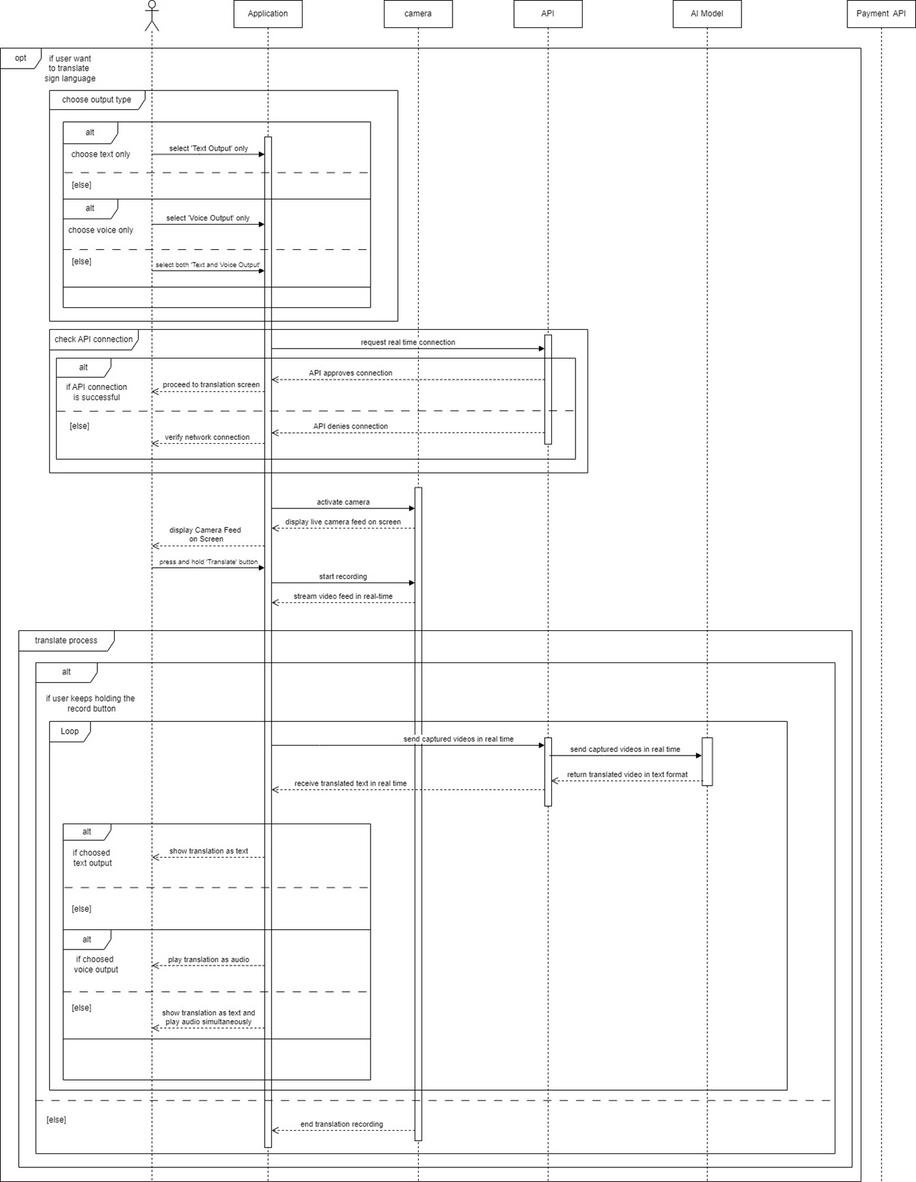 Application
camera
API
AI Model
Payment API
opt
if user want
to translate
sign language
choose output type
alt
choose text only
select 'Text Output' only
[else]
alt
choose voice only
select 'Voice Output' only
[else]
select both 'Text and Voice Output'
check API connection
request real time connection
alt
if API connection
is successful
API approves connection
proceed to translation screen
[else]
API denies connection
verify network connection
activate camera
display live camera feed on screen
display Camera Feed
on Screen
press and hold 'Translate' button
start recording
stream video feed in real-time
translate process
alt
if user keeps holding the
record button
Loop
send captured videos in real time
send captured videos in real time
return translated video in text format
receive translated text in real time
alt
if choosed
text output
show translation as text
[else]
alt
if choosed
voice output
play translation as audio
[else]
show translation as text and
play audio simultaneously
[else]
end translation recording